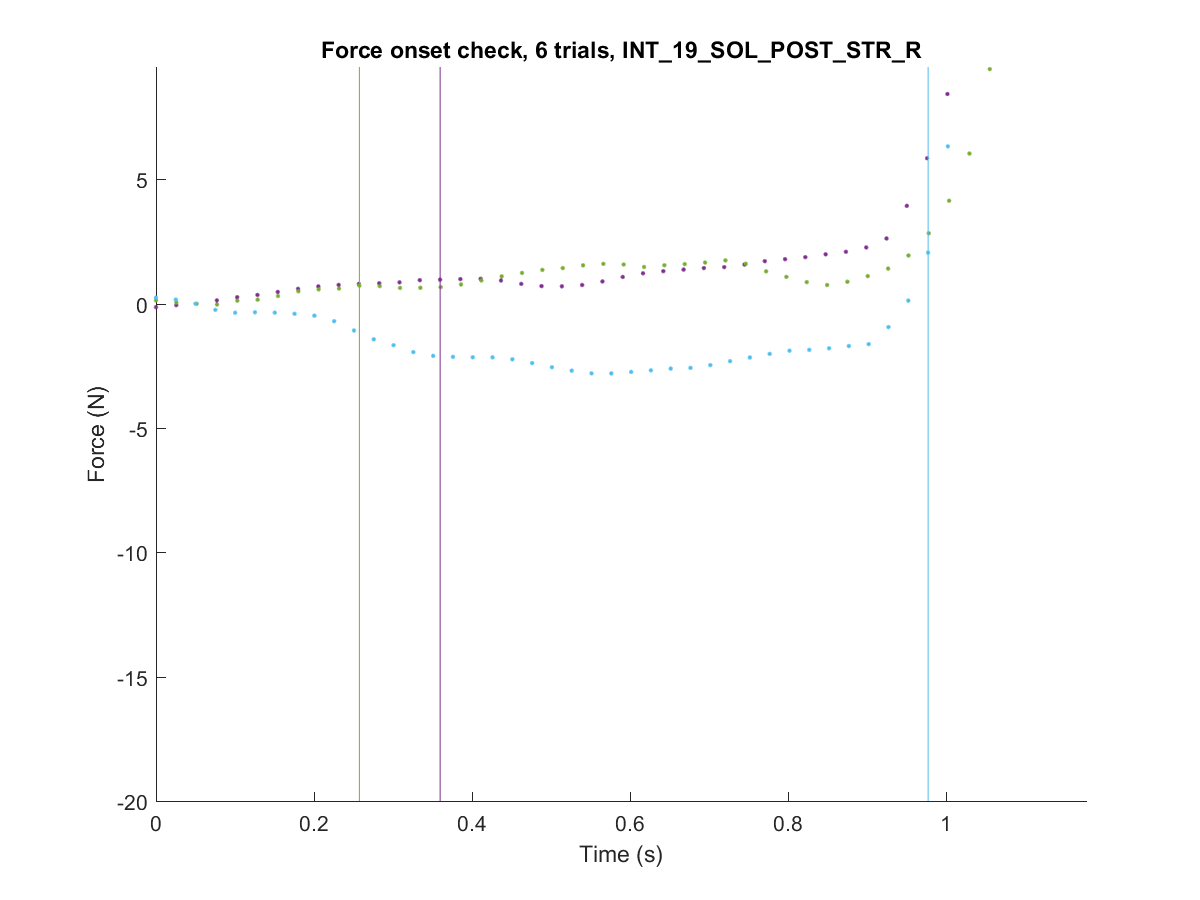 Force onset check, 6 trials, INT_19_SOL_POST_STR_R
5
0
-5
-10
-15
-20
Force (N)
0 0.2 0.4 0.6 0.8 1
Time (s)